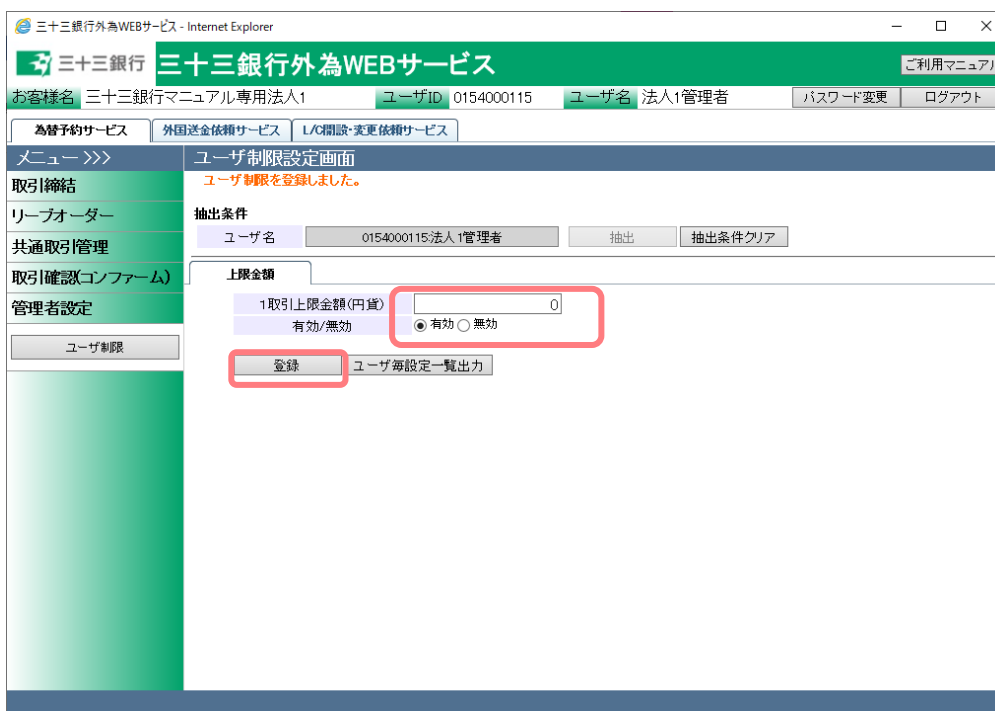 三十三銀行外為WEBサービス - Internet Explorer
三十三銀行 三十三銀行外為WEBサービス ご利用マニュアル
お客様名 三十三銀行マニュアル専用法人1 ユーザID 0154000115 ユーザ名 法人1管理者 パスワード変更 ログアウト
為替予約サービス 外国送金依頼サービス L/C開設・変更依頼サービス
メニュー >>> ユーザ制限設定画面
ユーザ制限を登録しました。
取引締結
リーブオーダー
共通取引管理
取引確認(コンファーム)
管理者設定
ユーザ制限
抽出条件
ユーザ名 0154000115:法人1管理者 抽出 抽出条件クリア
上限金額
1取引上限金額(円貨) 0
有効/無効 有効 無効
登録 ユーザ毎設定一覧出力